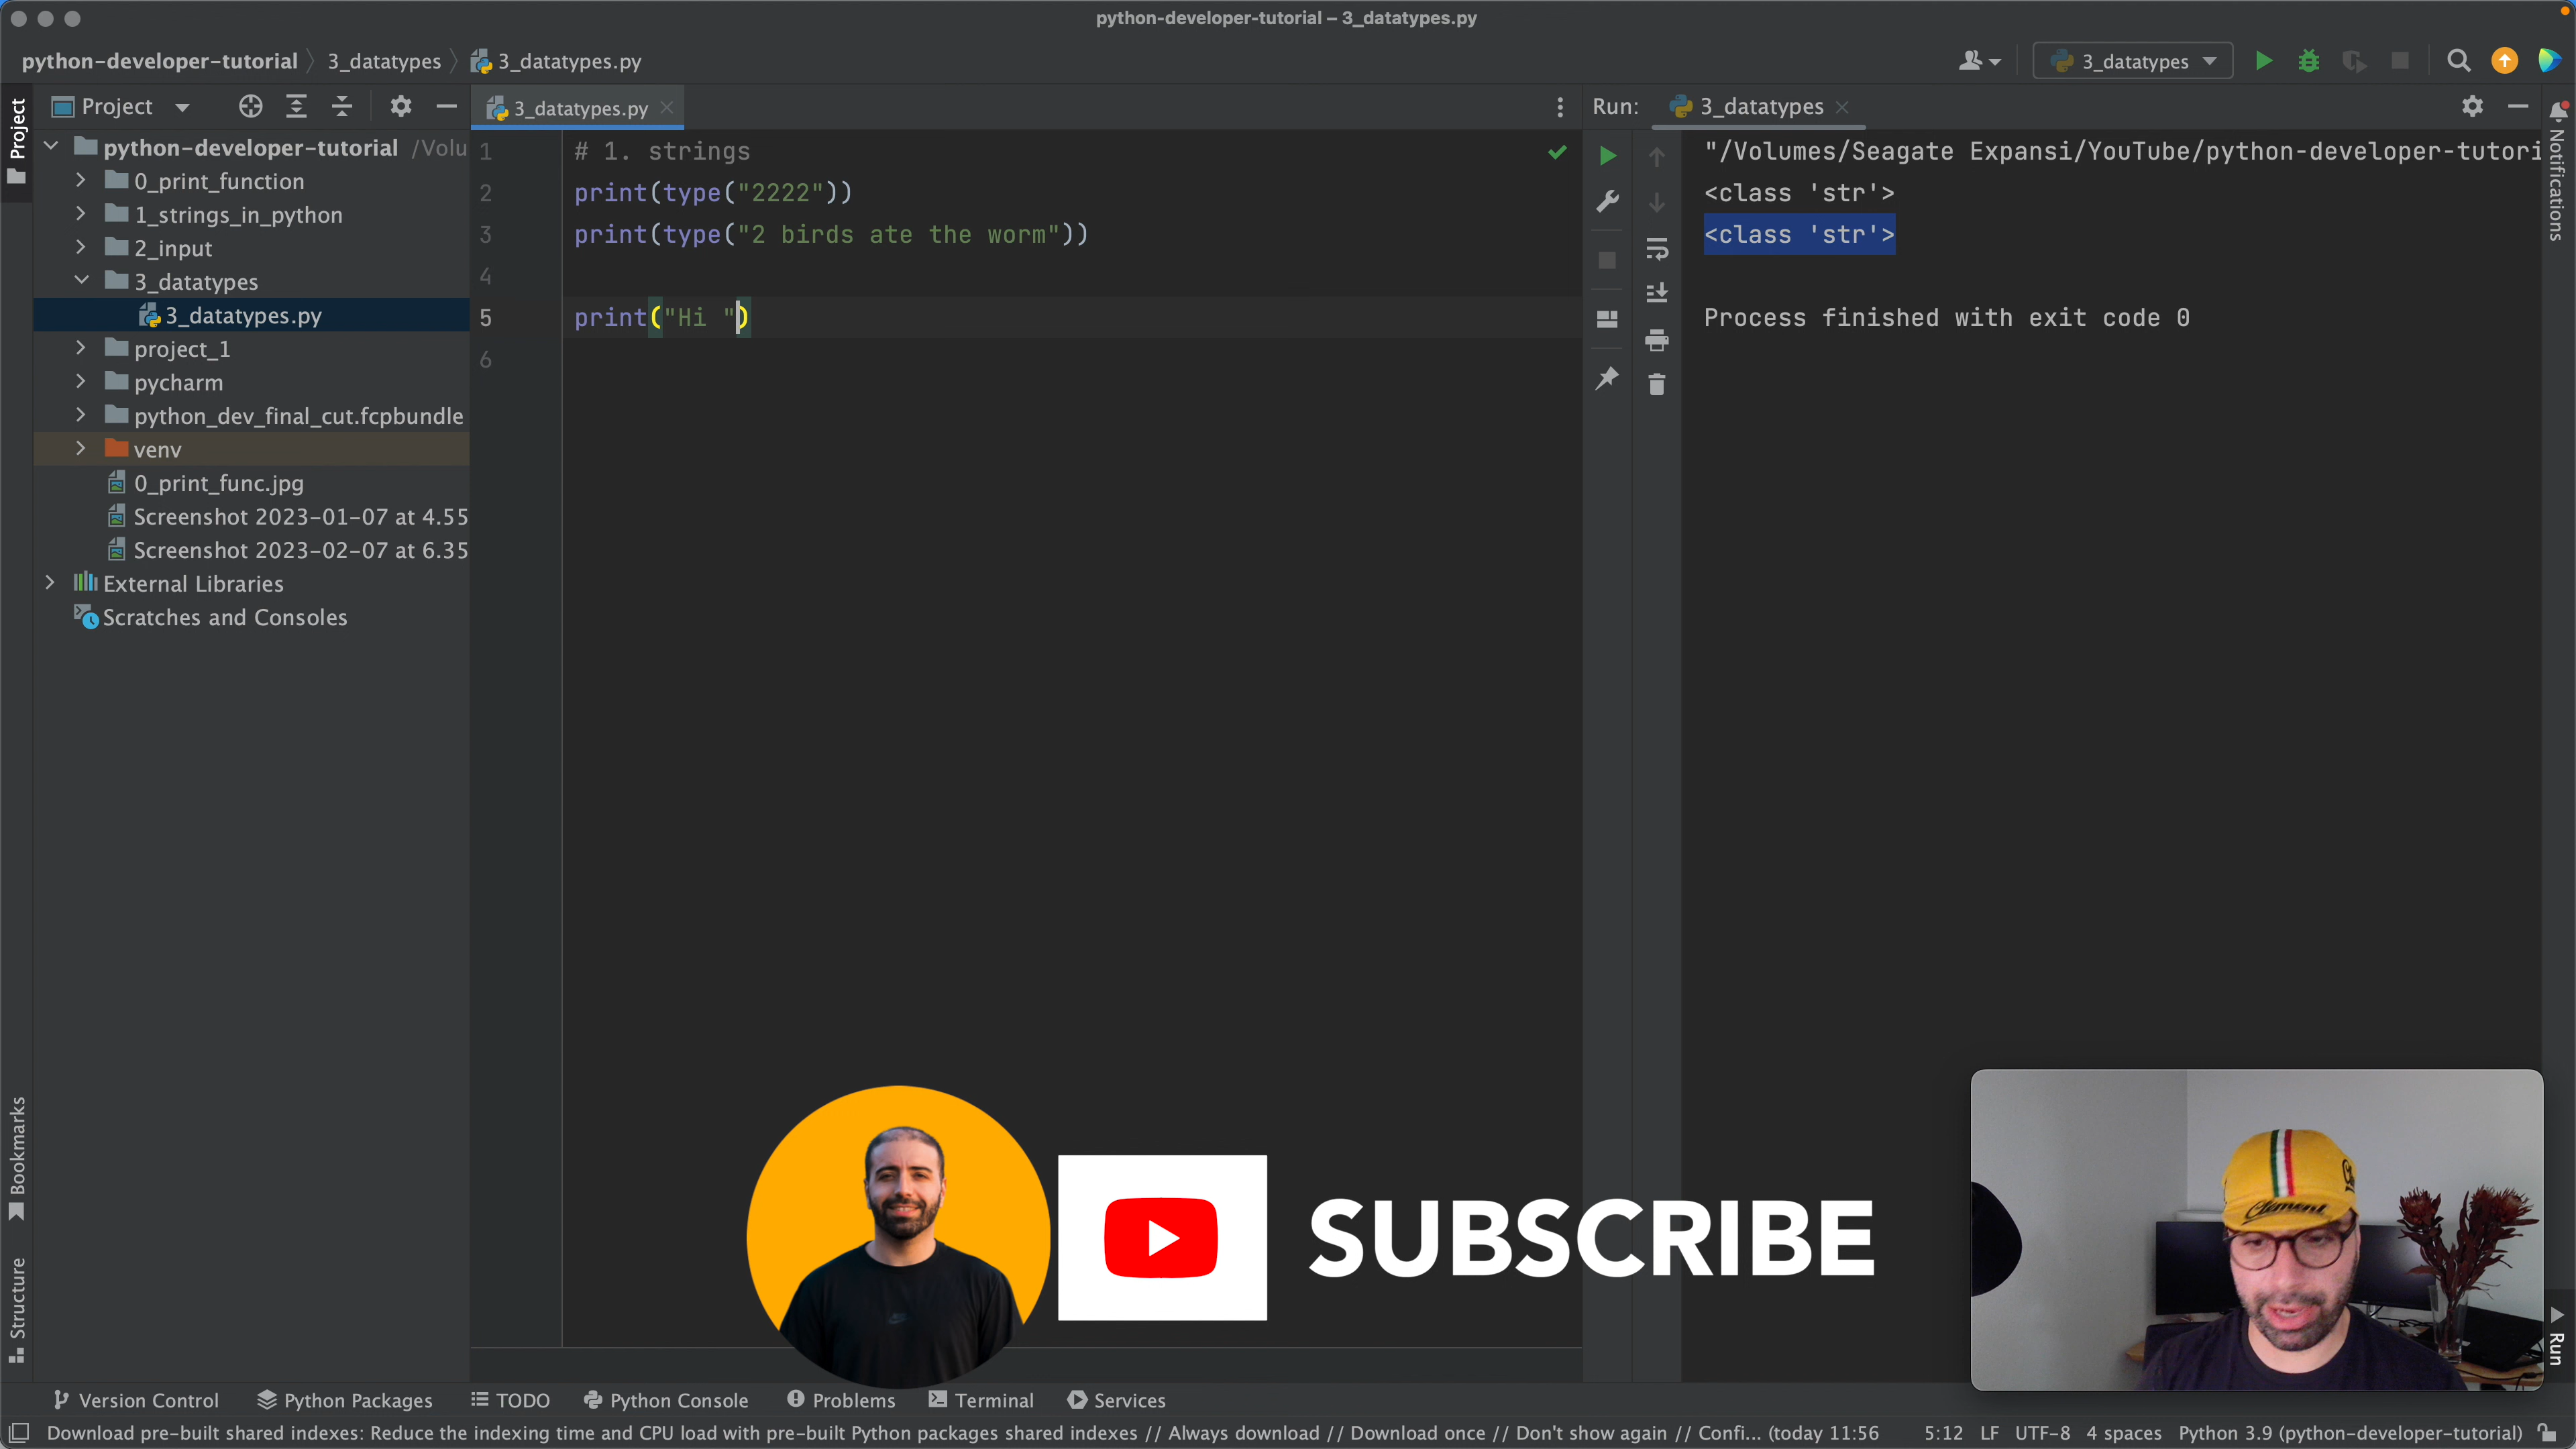 python-developer-tutorial – 3_datatypes.py
python-developer-tutorial 3_datatypes 3_datatypes.py
3_datatypes
Project
Project
3_datatypes.py
Run: 3_datatypes
Notifications
python-developer-tutorial /Volu
0_print_function
1_strings_in_python
2_input
3_datatypes
3_datatypes.py
project_1
pycharm
python_dev_final_cut.fcpbundle
venv
0_print_func.jpg
Screenshot 2023-01-07 at 4.55
Screenshot 2023-02-07 at 6.35
External Libraries
Scratches and Consoles
1 # 1. strings
2 print(type("2222"))
3 print(type("2 birds ate the worm"))
4
5 print("Hi ")
6
"/Volumes/Seagate Expansi/YouTube/python-developer-tutori
<class 'str'>
<class 'str'>
Process finished with exit code 0
SUBSCRIBE
Clément
Bookmarks
Structure
Run
Version Control Python Packages TODO Python Console Problems Terminal Services
Download pre-built shared indexes: Reduce the indexing time and CPU load with pre-built Python packages shared indexes // Always download // Download once // Don't show again // Confi... (today 11:56 5:12 LF UTF-8 4 spaces Python 3.9 (python-developer-tutorial)